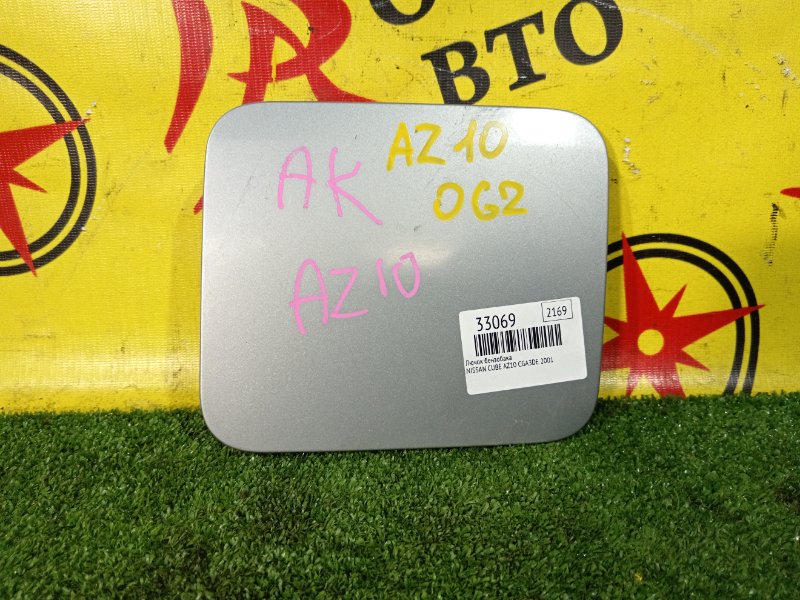 ВТО
AK
AZ10
AZ10
OG2
33069
2169
Лючок бензобака
NISSAN CUBE AZ10 CGA3DE 2001